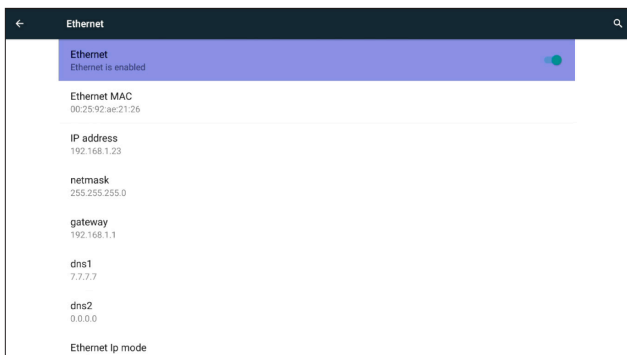 Ethernet
Ethernet
Ethernet is enabled
Ethernet MAC
00:25:92:ae:21:26
IP address
192.168.1.23
netmask
255.255.255.0
gateway
192.168.1.1
dns1
7.7.7.7
dns2
0.0.0.0
Ethernet Ip mode